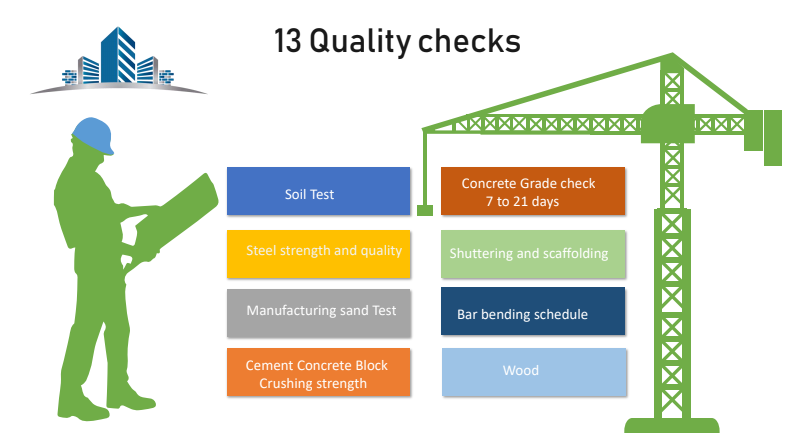 13 Quality checks
Soil Test
Concrete Grade check
7 to 21 days
Steel strength and quality
Shuttering and scaffolding
Manufacturing sand Test
Bar bending schedule
Cement Concrete Block
Crushing strength
Wood